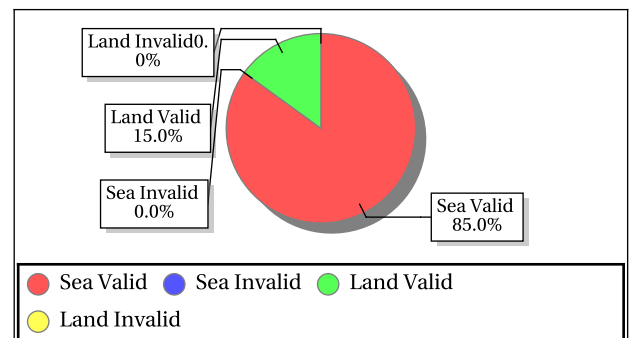 Land Invalid0.
0%
Land Valid
15.0%
Sea Invalid
0.0%
Sea Valid
85.0%
Sea Valid Sea Invalid Land Valid
Land Invalid